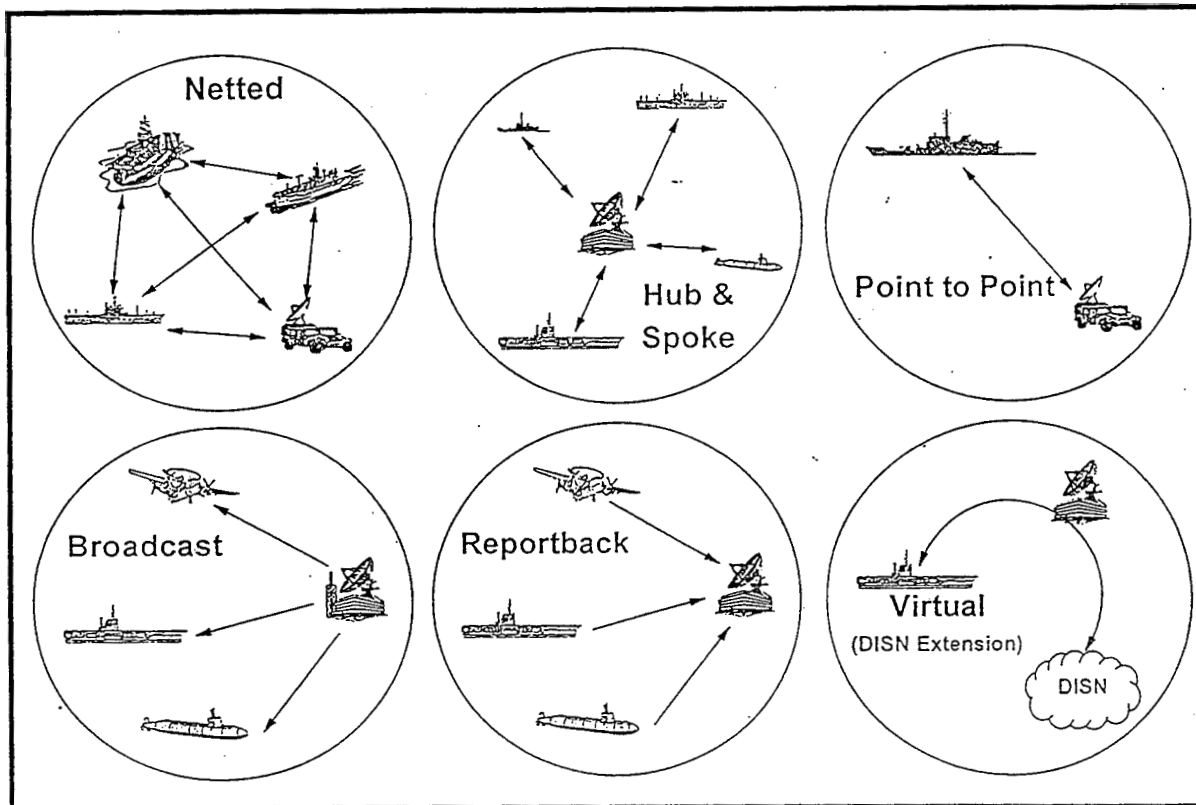 Netted
Hub &
Spoke
Point to Point
Broadcast
Reportback
Virtual
(DISN Extension)
DISN